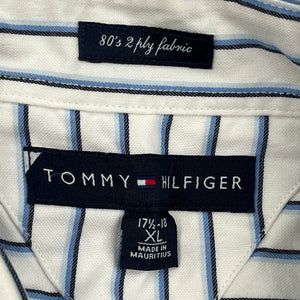 80's 2 ply fabric
TOMMY HILFIGER
17½-18
XL
MADE IN
MAURITIUS